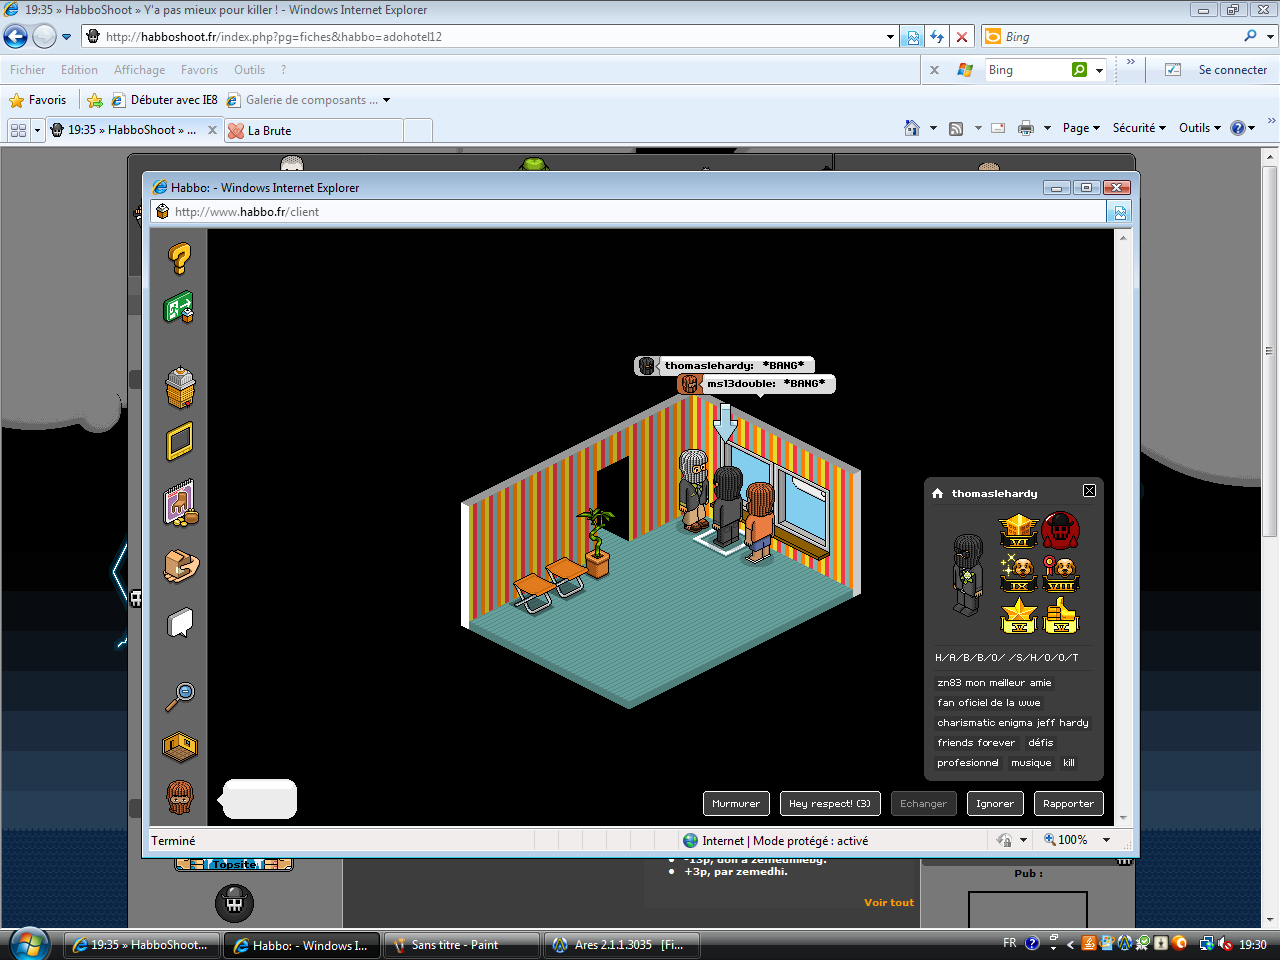 19:35 » HabboShoot » Y'a pas mieux pour killer ! - Windows Internet Explorer
http://habboshoot.fr/index.php?pg=fiches&habbo=adohotel12
Bing
Fichier Edition Affichage Favoris Outils ?
Bing
Se connecter
Favoris
Débuter avec IE8
Galerie de composants ...
19:35 » HabboShoot » ...
La Brute
Page
Sécurité
Outils
Habbo: - Windows Internet Explorer
http://www.habbo.fr/client
thomaslehardy: *BANG*
ms13double: *BANG*
thomaslehardy
VI
IX
VIII
H/A/B/B/O/ /S/H/O/O/T
zn83 mon meilleur amie
fan oficiel de la wwe
charismatic enigma jeff hardy
friends forever
défis
profesionnel
musique
kill
Murmurer
Hey respect! (3)
Echanger
Ignorer
Rapporter
Terminé
Internet | Mode protégé : activé
100%
Topsite
-13p, don à zemedhiebg.
+3p, par zemedhi.
Voir tout
Pub :
19:35 » HabboShoot...
Habbo: - Windows I...
Sans titre - Paint
Ares 2.1.1.3035 [Fi...
FR
19:30